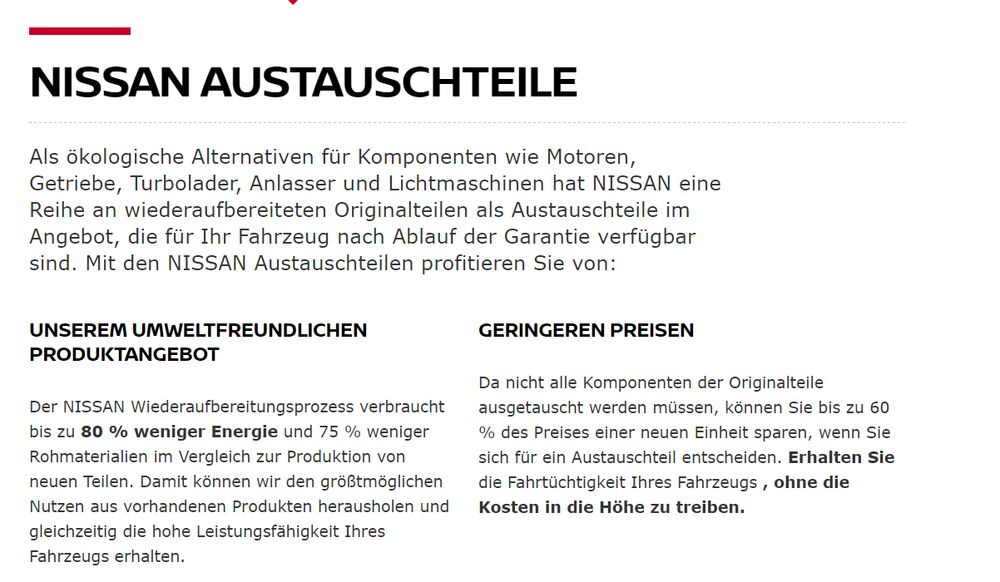 NISSAN AUSTAUSCHTEILE
Als ökologische Alternativen für Komponenten wie Motoren,
Getriebe, Turbolader, Anlasser und Lichtmaschinen hat NISSAN eine
Reihe an wiederaufbereiteten Originalteilen als Austauschteile im
Angebot, die für Ihr Fahrzeug nach Ablauf der Garantie verfügbar
sind. Mit den NISSAN Austauschteilen profitieren Sie von:
UNSEREM UMWELTFREUNDLICHEN
PRODUKTANGEBOT
Der NISSAN Wiederaufbereitungsprozess verbraucht
bis zu 80 % weniger Energie und 75 % weniger
Rohmaterialien im Vergleich zur Produktion von
neuen Teilen. Damit können wir den größtmöglichen
Nutzen aus vorhandenen Produkten herausholen und
gleichzeitig die hohe Leistungsfähigkeit Ihres
Fahrzeugs erhalten.
GERINGEREN PREISEN
Da nicht alle Komponenten der Originalteile
ausgetauscht werden müssen, können Sie bis zu 60
% des Preises einer neuen Einheit sparen, wenn Sie
sich für ein Austauschteil entscheiden. Erhalten Sie
die Fahrtüchtigkeit Ihres Fahrzeugs , ohne die
Kosten in die Höhe zu treiben.